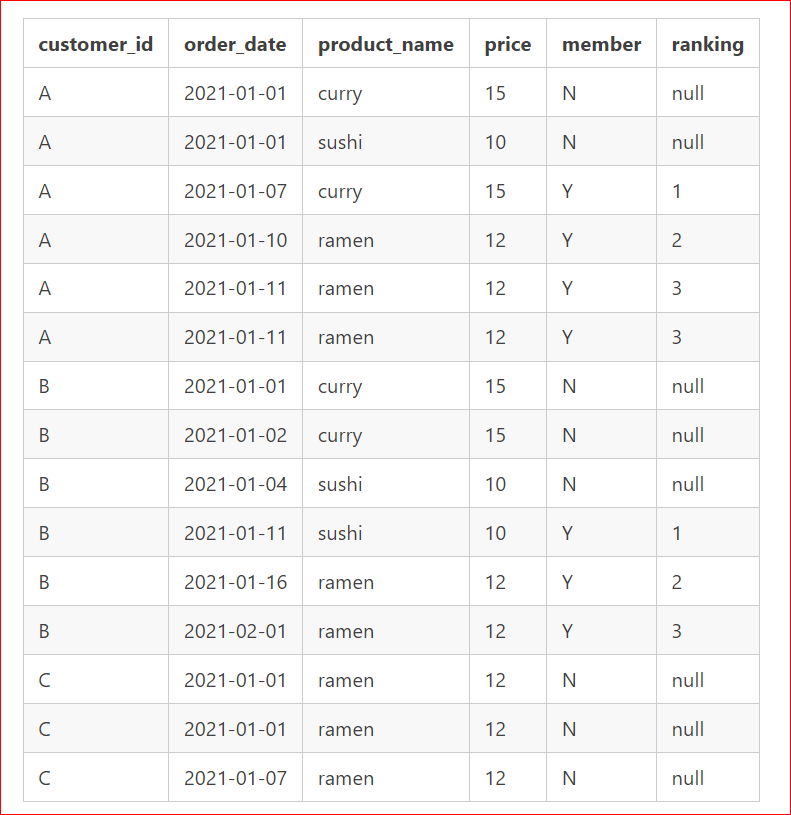 customer_id order_date product_name price member ranking
A 2021-01-01 curry 15 N null
A 2021-01-01 sushi 10 N null
A 2021-01-07 curry 15 Y 1
A 2021-01-10 ramen 12 Y 2
A 2021-01-11 ramen 12 Y 3
A 2021-01-11 ramen 12 Y 3
B 2021-01-01 curry 15 N null
B 2021-01-02 curry 15 N null
B 2021-01-04 sushi 10 N null
B 2021-01-11 sushi 10 Y 1
B 2021-01-16 ramen 12 Y 2
B 2021-02-01 ramen 12 Y 3
C 2021-01-01 ramen 12 N null
C 2021-01-01 ramen 12 N null
C 2021-01-07 ramen 12 N null